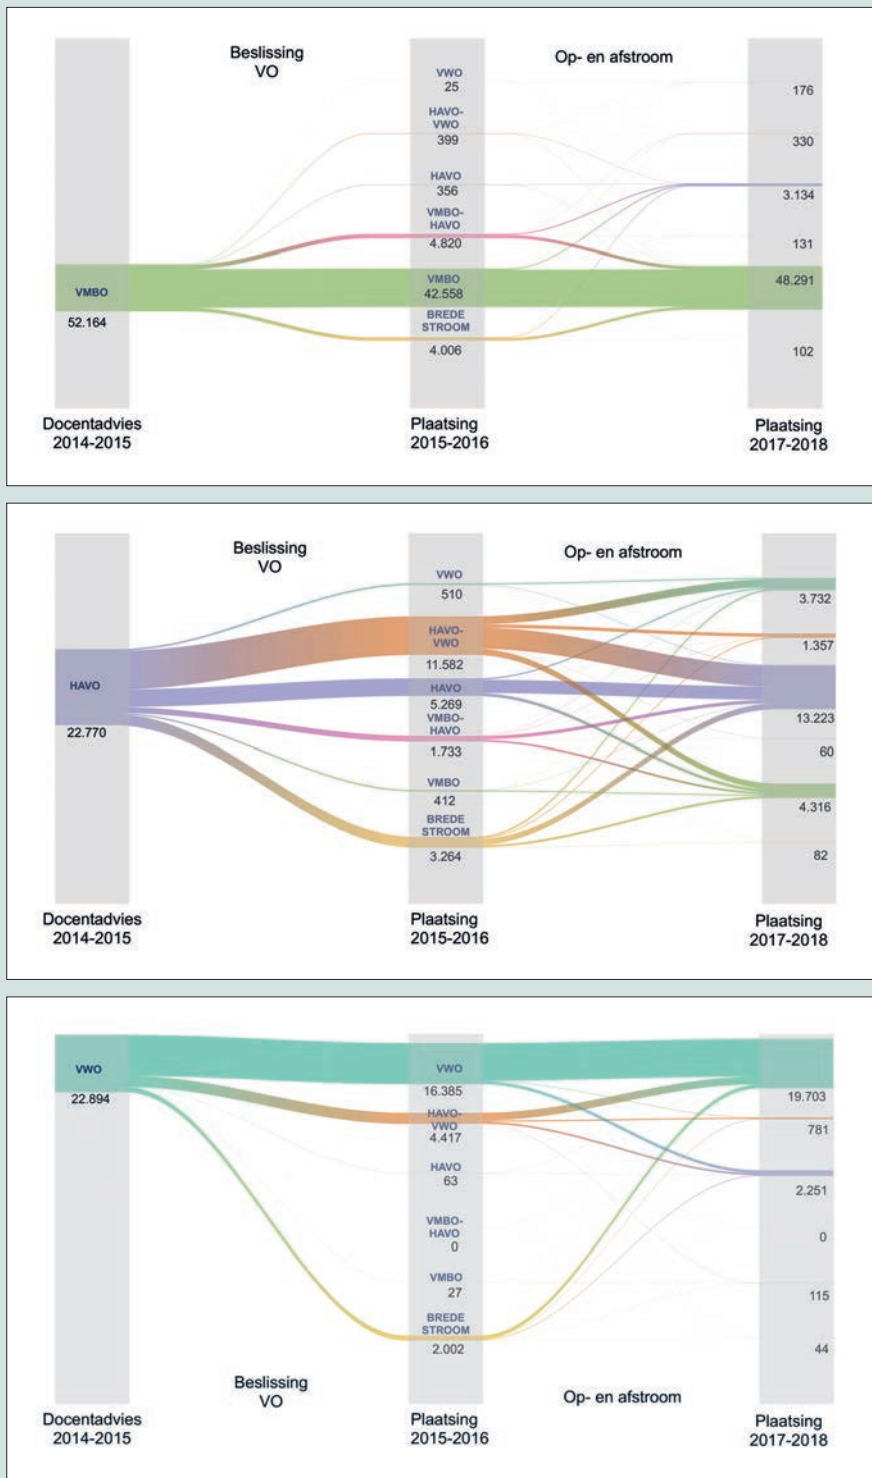 Beslissing
VO
Op- en afstroom
VWO
25
176
HAVO-
VWO
399
330
HAVO
356
3.134
VMBO-
HAVO
4.820
131
VMBO
52.164
VMBO
42.558
48.291
BREDE
STROOM
4.006
102
Docentadvies
2014-2015
Plaatsing
2015-2016
Plaatsing
2017-2018
Beslissing
VO
Op- en afstroom
VWO
510
3.732
HAVO-
VWO
11.582
1.357
HAVO
22.770
HAVO
5.269
13.223
VMBO-
HAVO
1.733
60
VMBO
412
4.316
BREDE
STROOM
3.264
82
Docentadvies
2014-2015
Plaatsing
2015-2016
Plaatsing
2017-2018
VWO
22.894
VWO
16.385
19.703
HAVO-
VWO
4.417
781
HAVO
63
2.251
VMBO-
HAVO
0
0
VMBO
27
115
BREDE
STROOM
2.002
44
Beslissing
VO
Op- en afstroom
Docentadvies
2014-2015
Plaatsing
2015-2016
Plaatsing
2017-2018